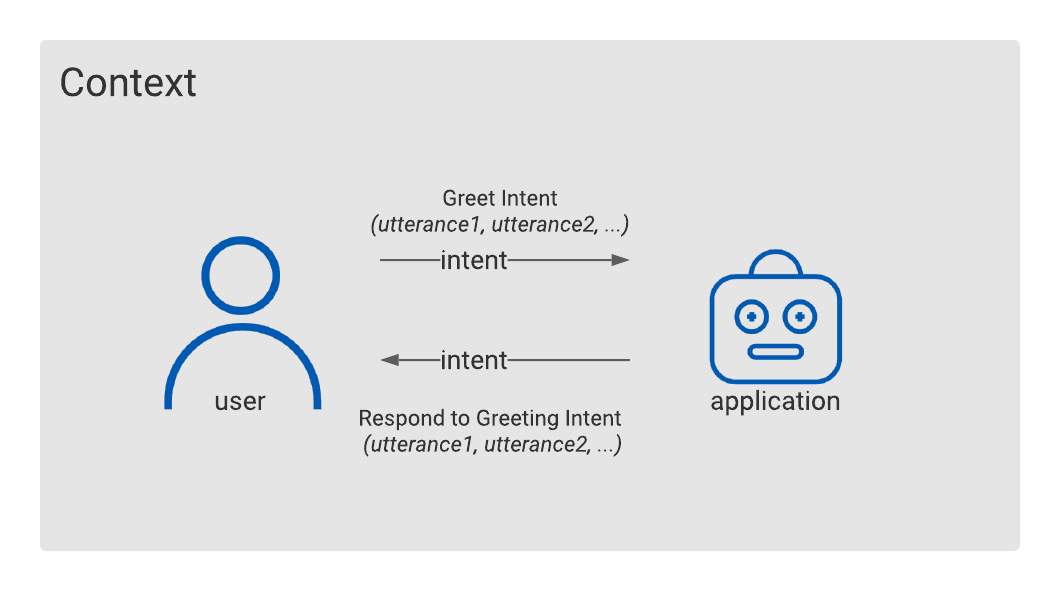 Context
Greet Intent
(utterance1, utterance2, ...)
intent
intent
user
application
Respond to Greeting Intent
(utterance1, utterance2, ...)